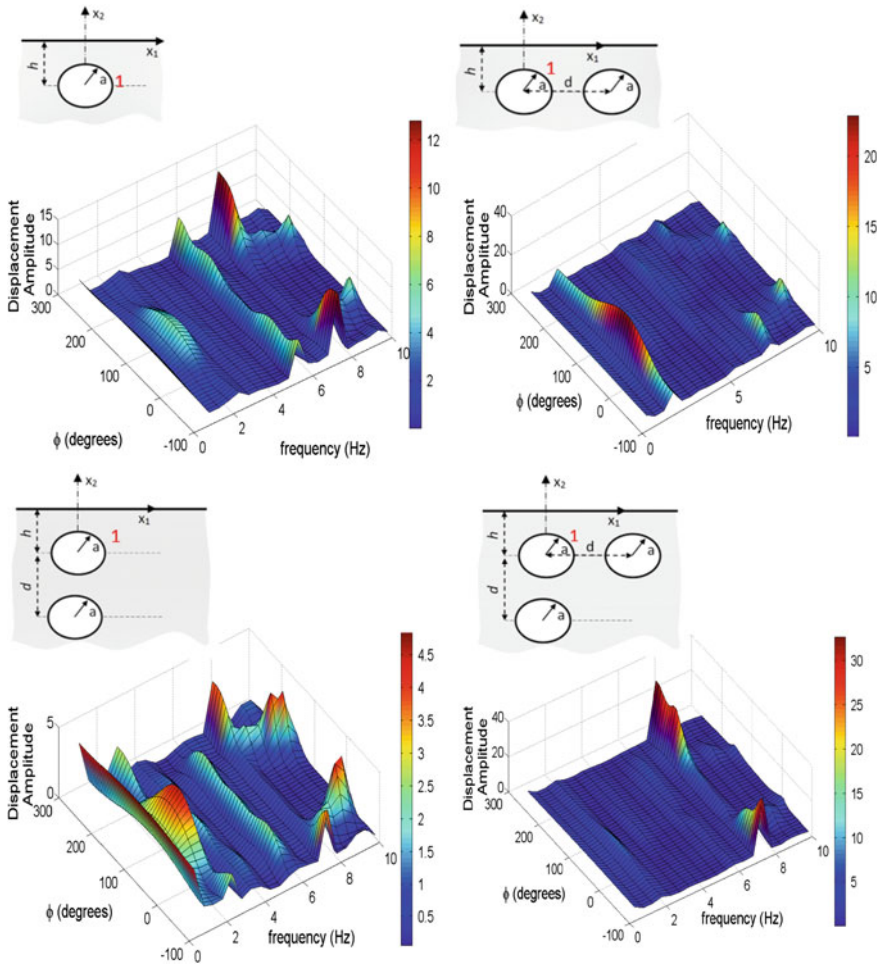 x₂
x₁
h
a
1
Displacement
Amplitude
15
10
5
0
300
200
100
0
-100
ϕ (degrees)
0
2
4
6
8
10
frequency (Hz)
12
10
8
6
4
2
x₂
x₁
h
a
1
d
a
Displacement
Amplitude
40
20
0
300
200
100
0
-100
ϕ (degrees)
0
5
10
frequency (Hz)
20
15
10
5
x₂
x₁
h
a
1
d
a
Displacement
Amplitude
5
0
300
200
100
0
-100
ϕ (degrees)
0
2
4
6
8
10
frequency (Hz)
4.5
4
3.5
3
2.5
2
1.5
1
0.5
x₂
x₁
h
a
1
d
a
d
a
Displacement
Amplitude
40
20
0
300
200
100
0
-100
ϕ (degrees)
0
2
4
6
8
10
frequency (Hz)
30
25
20
15
10
5